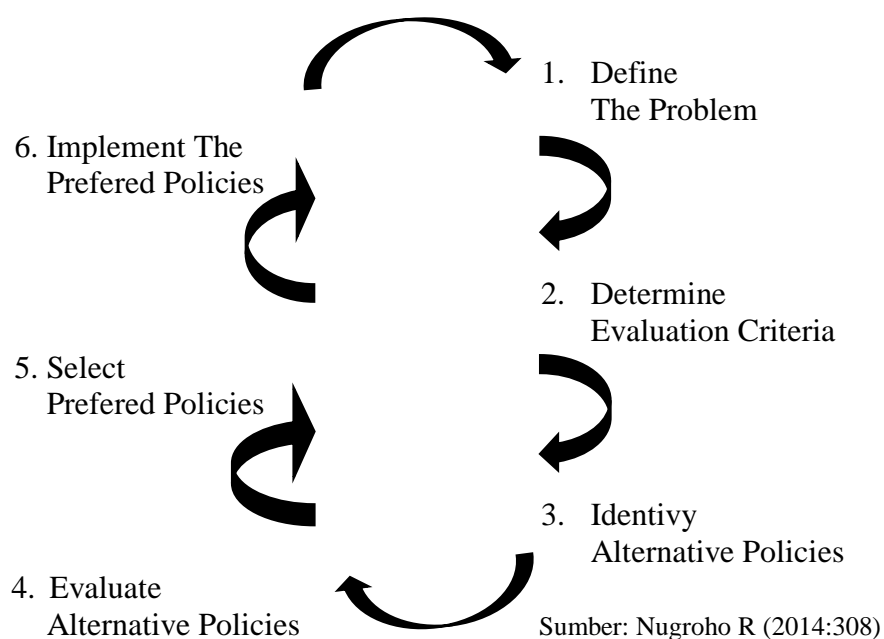 1. Define
The Problem
2. Determine
Evaluation Criteria
3. Identivy
Alternative Policies
4. Evaluate
Alternative Policies
5. Select
Prefered Policies
6. Implement The
Prefered Policies
Sumber: Nugroho R (2014:308)